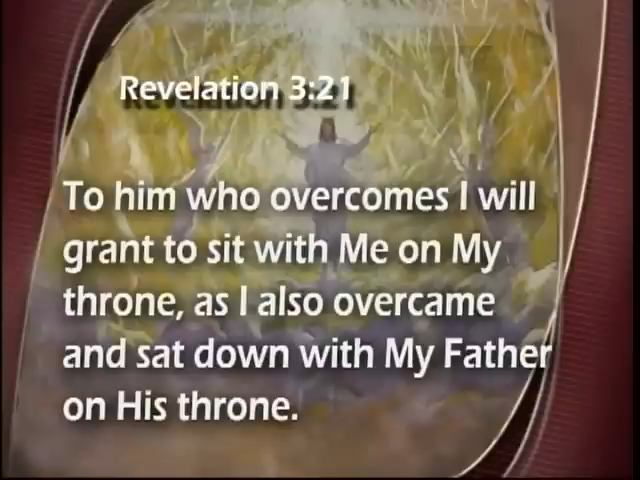 Revelation 3:21
To him who overcomes I will
grant to sit with Me on My
throne, as I also overcame
and sat down with My Father
on His throne.